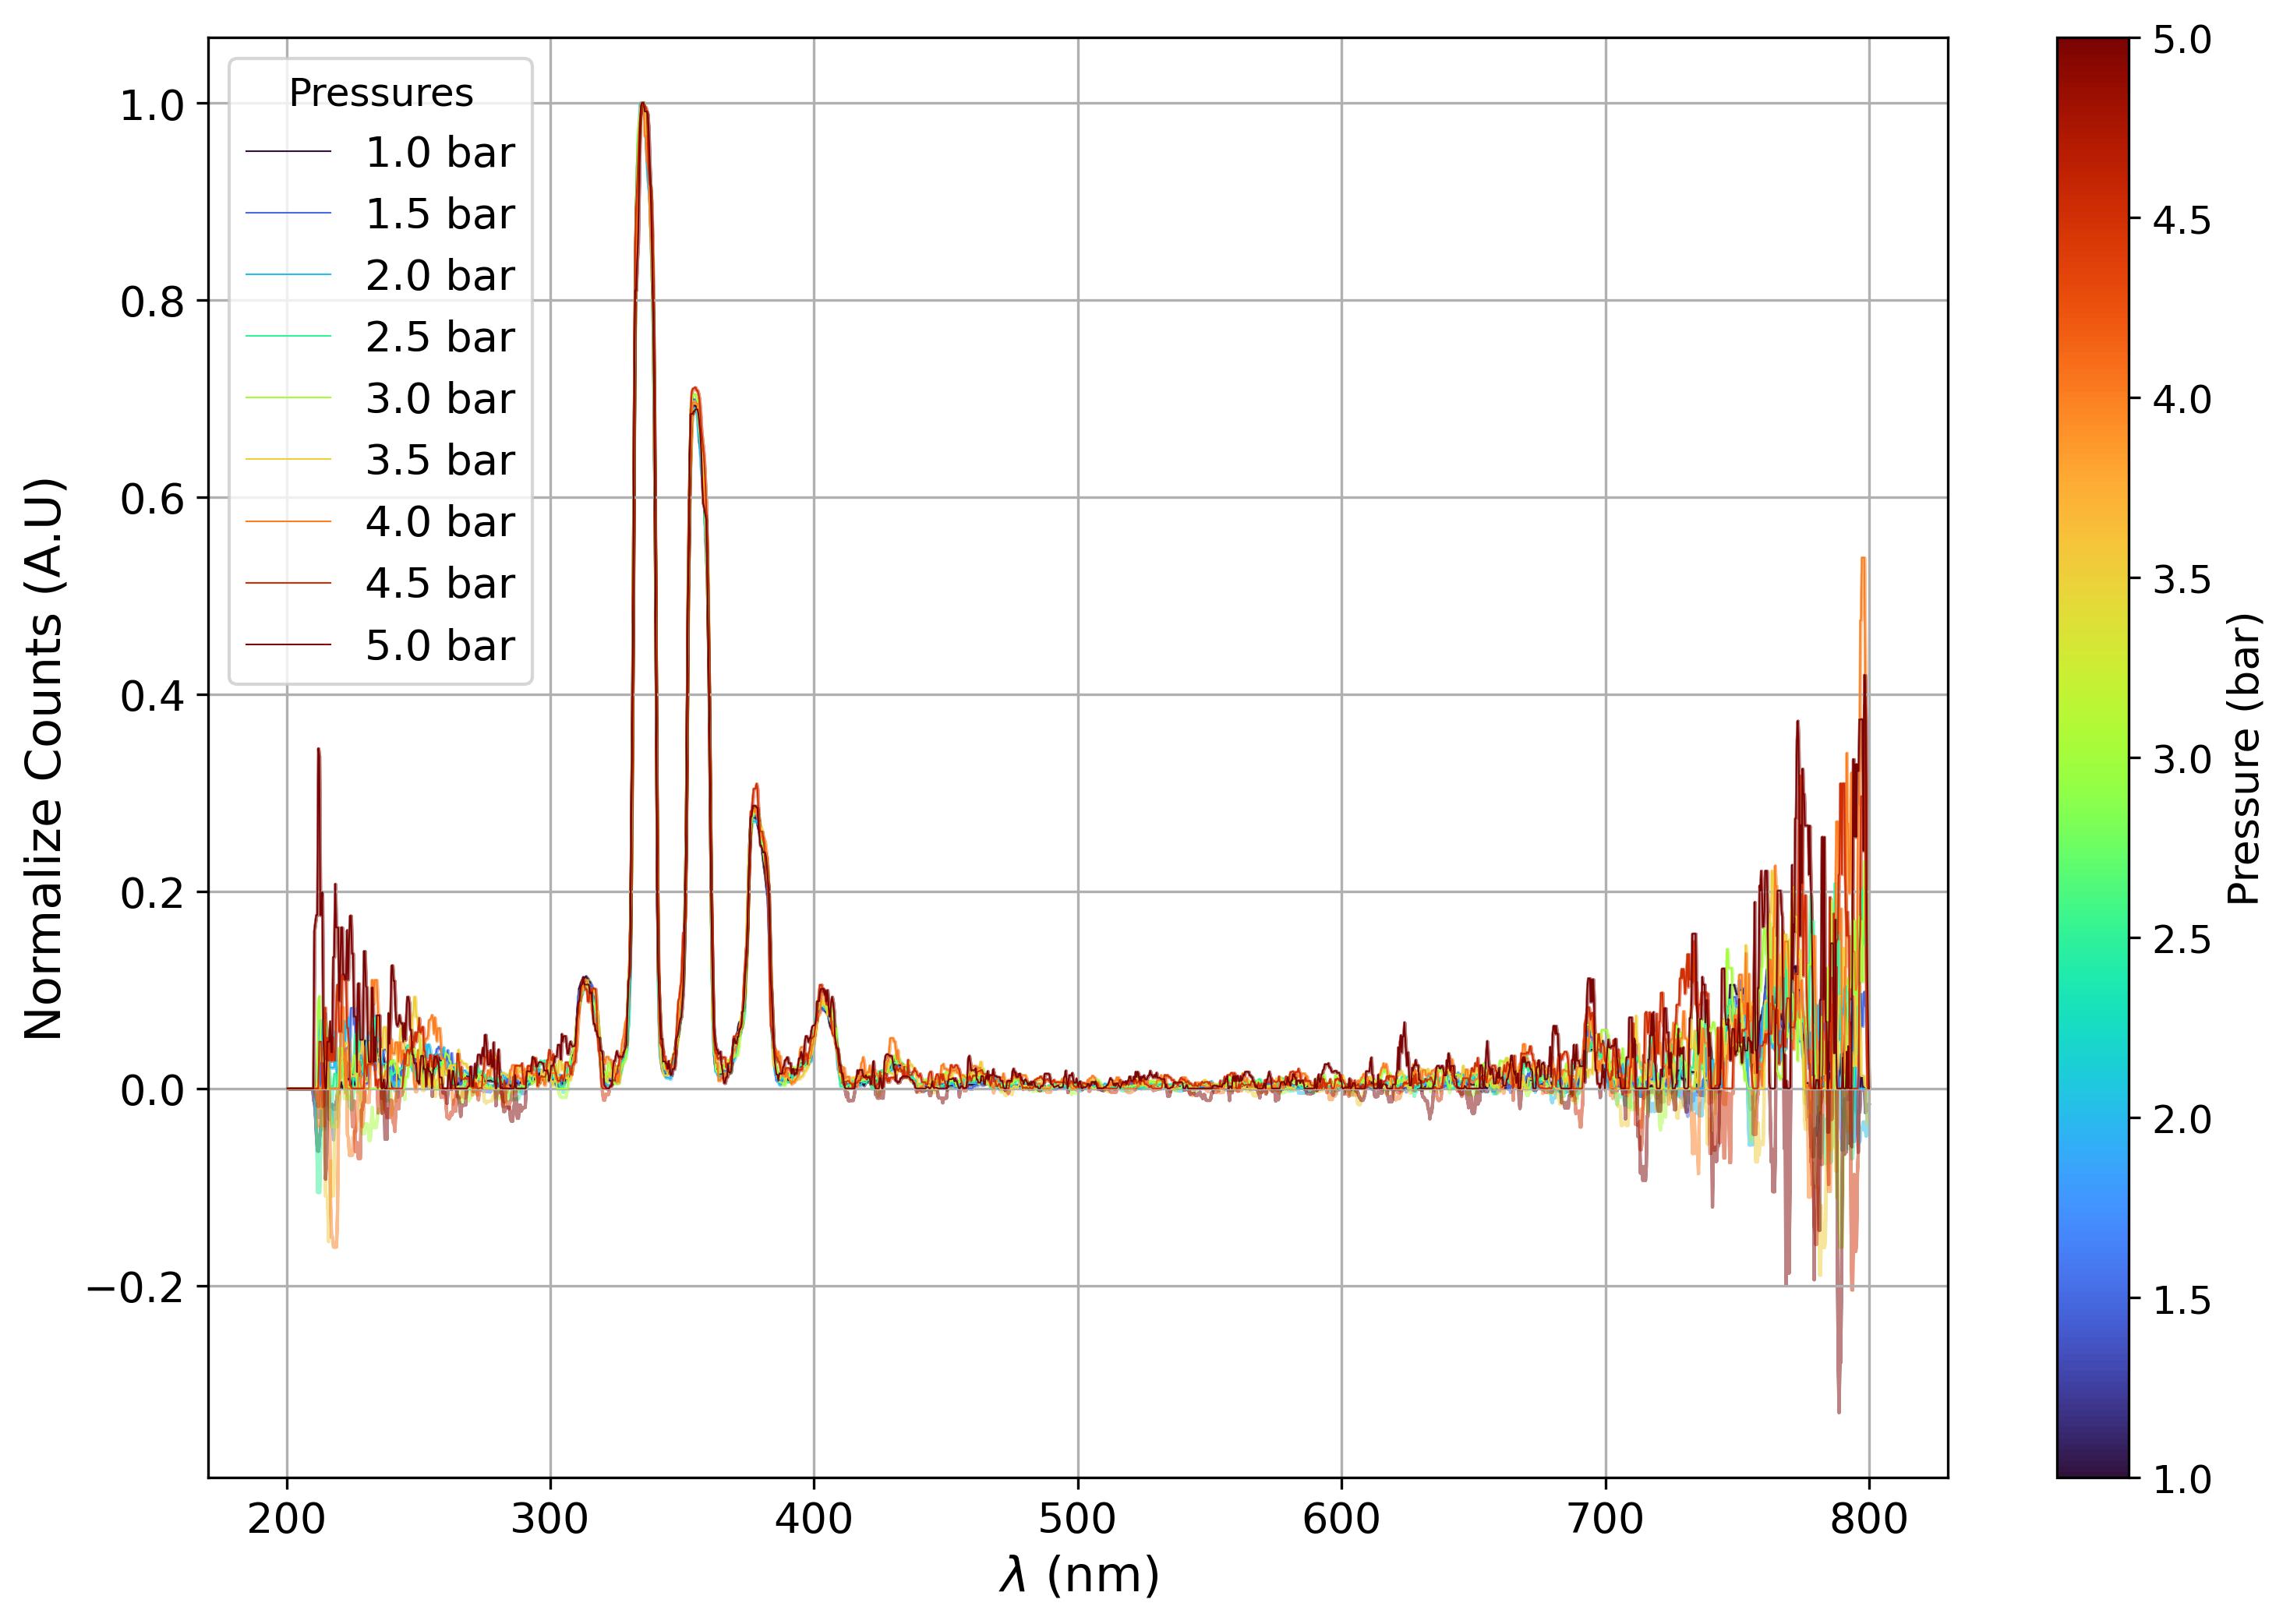 Pressures
1.0 bar
1.5 bar
2.0 bar
2.5 bar
3.0 bar
3.5 bar
4.0 bar
4.5 bar
5.0 bar
Normalize Counts (A.U)
1.0
0.8
0.6
0.4
0.2
0.0
−0.2
200 300 400 500 600 700 800
λ (nm)
5.0
4.5
4.0
3.5
3.0
2.5
2.0
1.5
1.0
Pressure (bar)